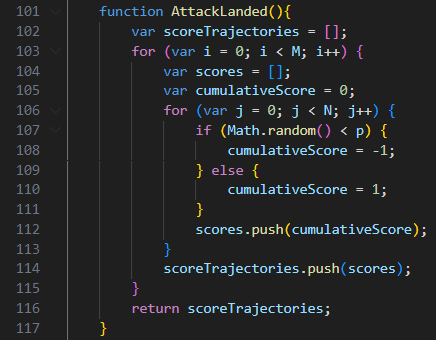 101 function AttackLanded(){
102 var scoreTrajectories = [];
103 for (var i = 0; i < M; i++) {
104 var scores = [];
105 var cumulativeScore = 0;
106 for (var j = 0; j < N; j++) {
107 if (Math.random() < p) {
108 cumulativeScore = -1;
109 } else {
110 cumulativeScore = 1;
111 }
112 scores.push(cumulativeScore);
113 }
114 scoreTrajectories.push(scores);
115 }
116 return scoreTrajectories;
117 }